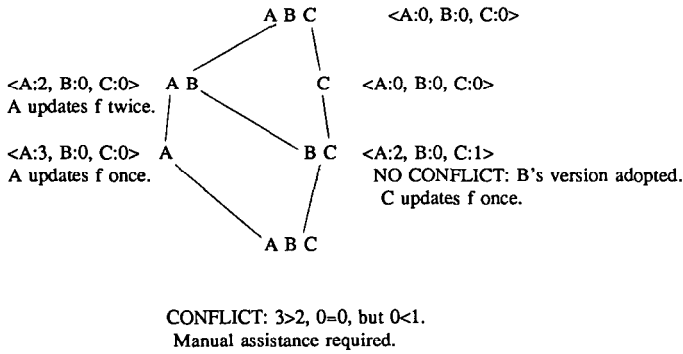 A B C <A:0, B:0, C:0>
<A:2, B:0, C:0> A B C <A:0, B:0, C:0>
A updates f twice.
<A:3, B:0, C:0> A B C <A:2, B:0, C:1>
A updates f once. NO CONFLICT: B's version adopted.
C updates f once.
A B C
CONFLICT: 3>2, 0=0, but 0<1.
Manual assistance required.